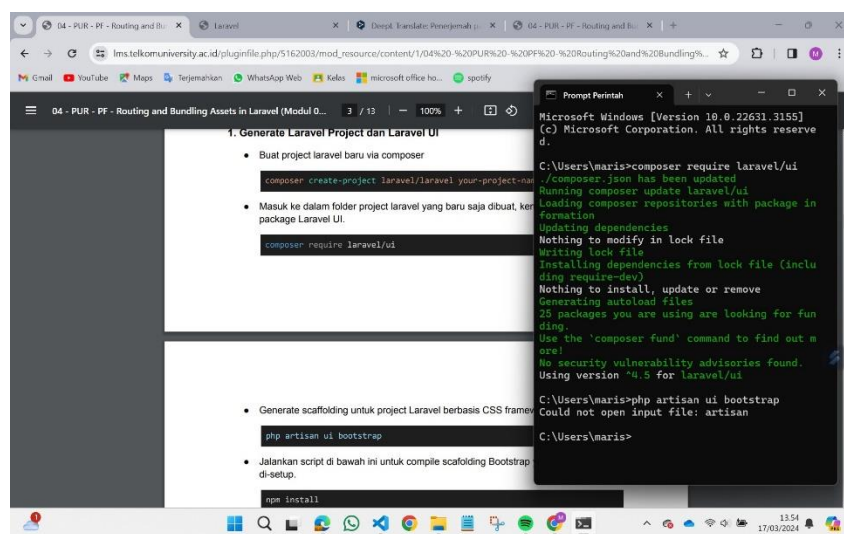 04 - PUR - PF - Routing and Bu
Laravel
04 - PUR - PF - Routing and Bu
lms.telkomuniversity.ac.id/pluginfile.php/5162003/mod_resource/content/1/04%20-%20PUR%20-%20PF%20-%20Routing%20and%20Bundling%...
M
Gmail YouTube Maps Terjemahkan WhatsApp Web Kelas microsoft office ho... spotify
04 - PUR - PF - Routing and Bundling Assets in Laravel (Modul 0... 3 / 13 100%
1. Generate Laravel Project dan Laravel UI
Buat project laravel baru via composer
composer create-project laravel/laravel your-project-nam
Masuk ke dalam folder project laravel yang baru saja dibuat, ker
package Laravel UI.
composer require laravel/ui
Generate scaffolding untuk project Laravel berbasis CSS framew
php artisan ui bootstrap
Jalankan script di bawah ini untuk compile scafolding Bootstrap
di-setup.
npm install
Prompt Perintah
Microsoft Windows [Version 10.0.22631.3155]
(c) Microsoft Corporation. All rights reserve
d.
C:\Users\maris>composer require laravel/ui
./composer.json has been updated
Running composer update laravel/ui
Loading composer repositories with package in
formation
Updating dependencies
Nothing to modify in lock file
Writing lock file
Installing dependencies from lock file (inclu
ding require-dev)
Nothing to install, update or remove
Generating autoload files
25 packages you are using are looking for fun
ding.
Use the `composer fund` command to find out m
ore!
No security vulnerability advisories found.
Using version ^4.5 for laravel/ui
C:\Users\maris>php artisan ui bootstrap
Could not open input file: artisan
C:\Users\maris>
1
13.54
17/03/2024